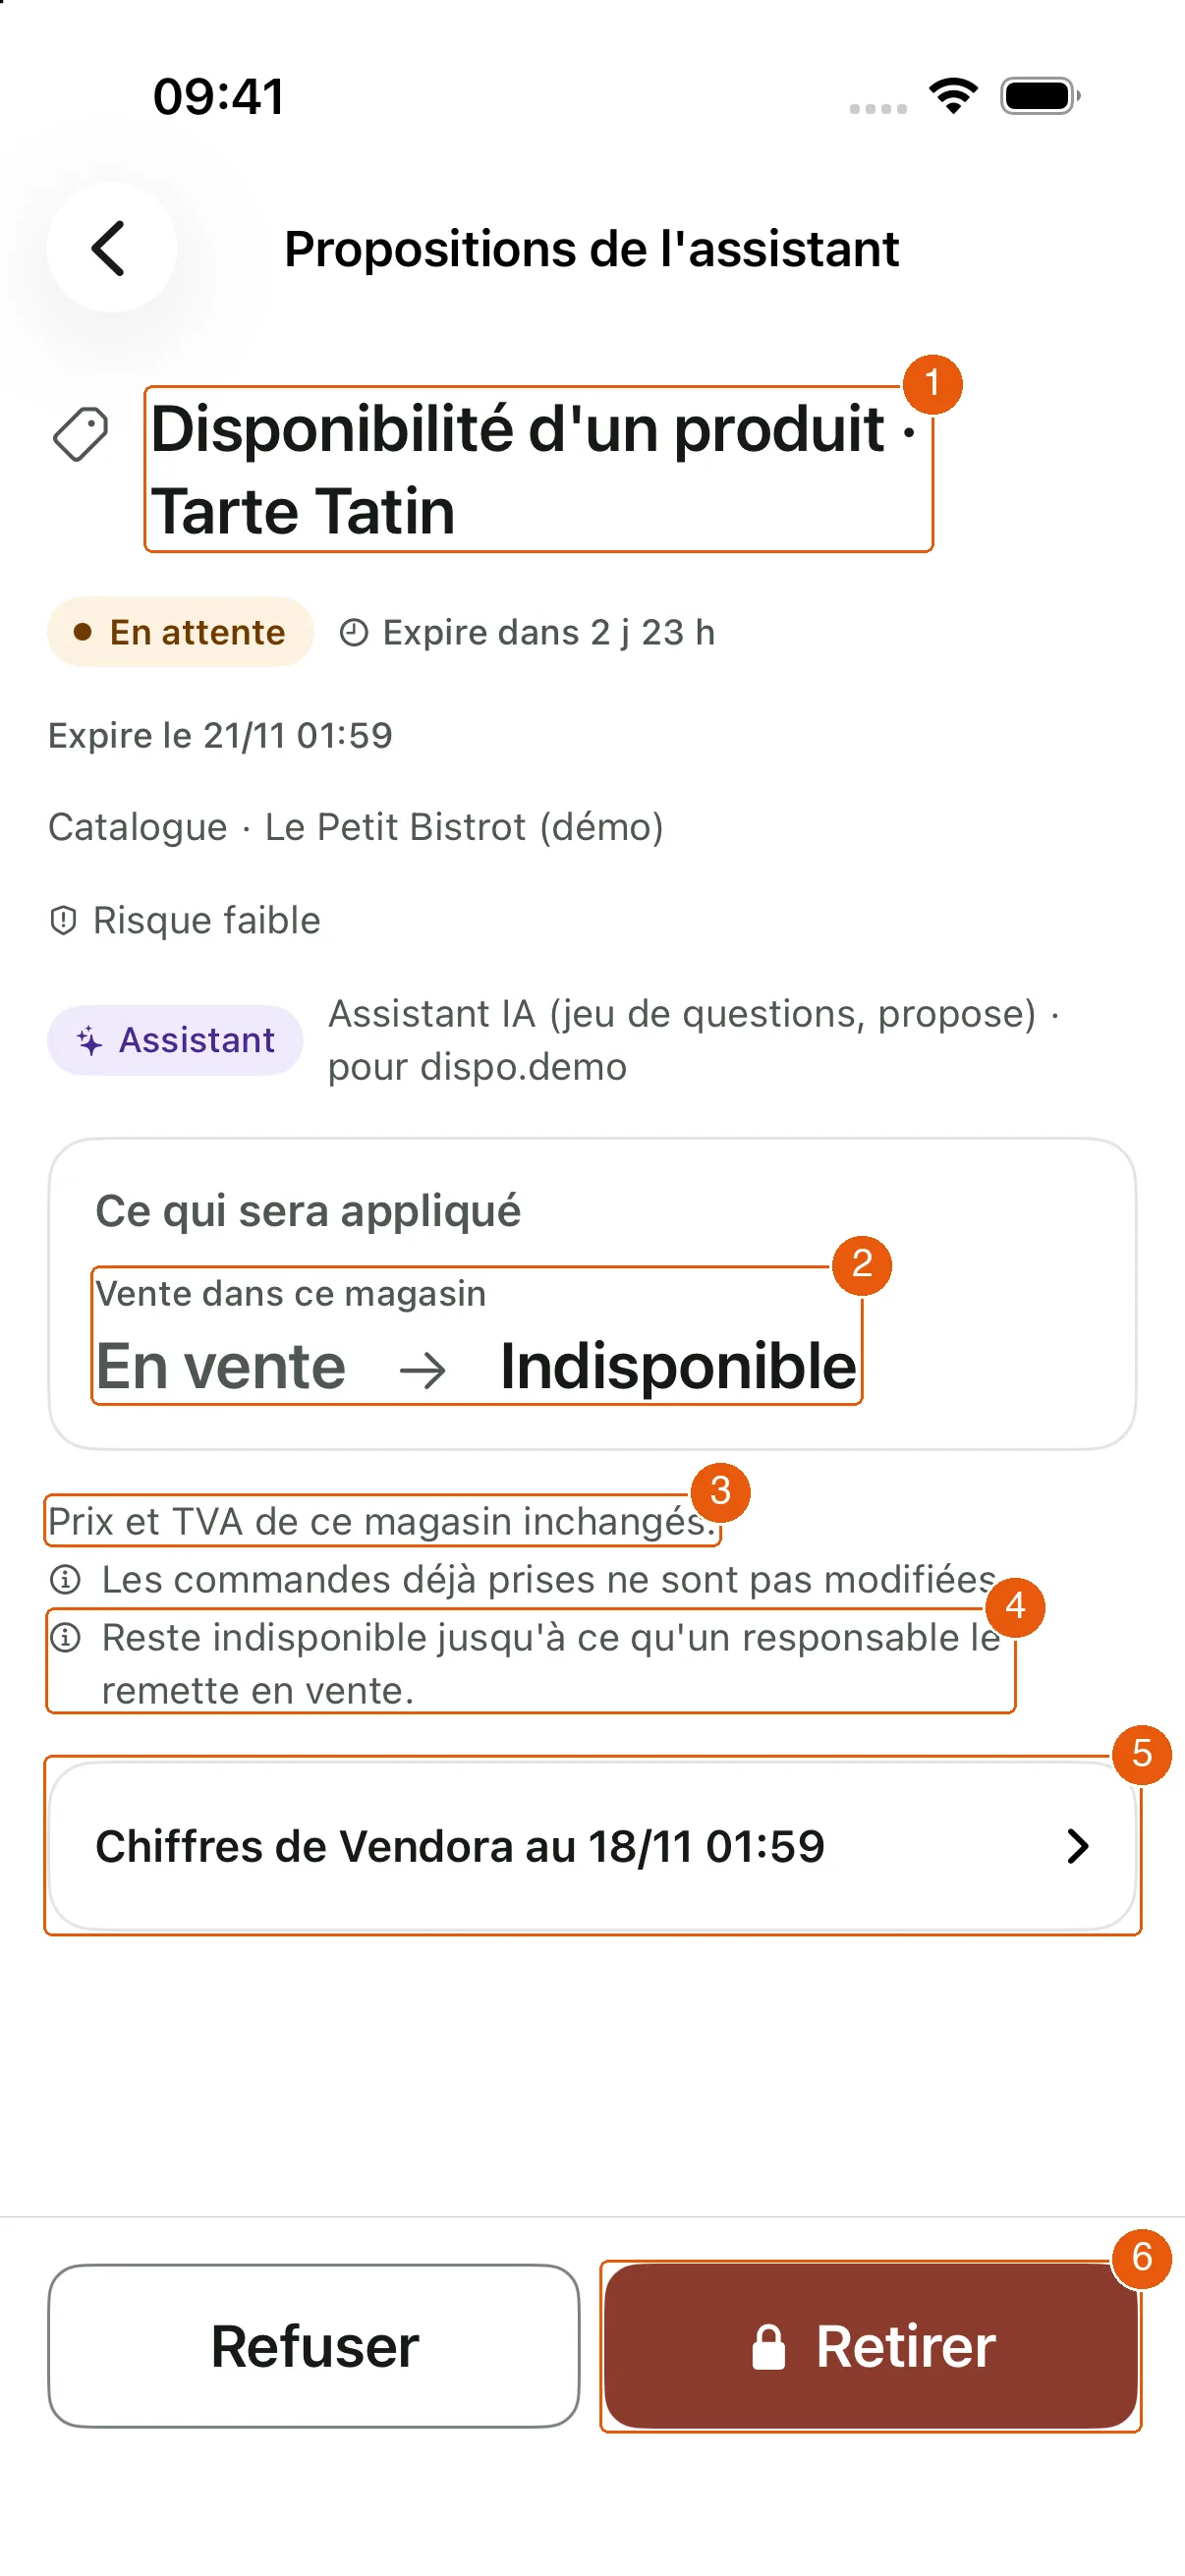 09:41
Propositions de l'assistant
1
Disponibilité d'un produit ·
Tarte Tatin
En attente
Expire dans 2 j 23 h
Expire le 21/11 01:59
Catalogue · Le Petit Bistrot (démo)
Risque faible
Assistant
Assistant IA (jeu de questions, propose) ·
pour dispo.demo
Ce qui sera appliqué
2
Vente dans ce magasin
En vente → Indisponible
3
Prix et TVA de ce magasin inchangés.
Les commandes déjà prises ne sont pas modifiées
4
Reste indisponible jusqu'à ce qu'un responsable le
remette en vente.
5
Chiffres de Vendora au 18/11 01:59
6
Refuser
Retirer